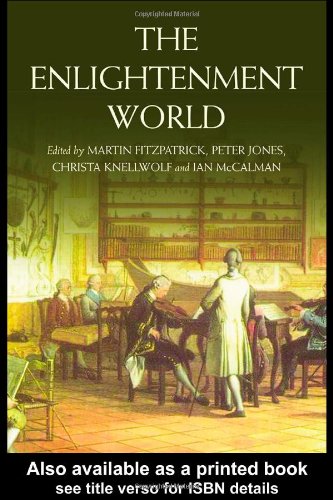 THE
ENLIGHTENMENT
WORLD
Edited by MARTIN FITZPATRICK, PETER JONES,
CHRISTA KNELLWOLF and IAN McCALMAN
Also available as a printed book
see title verso for ISBN details